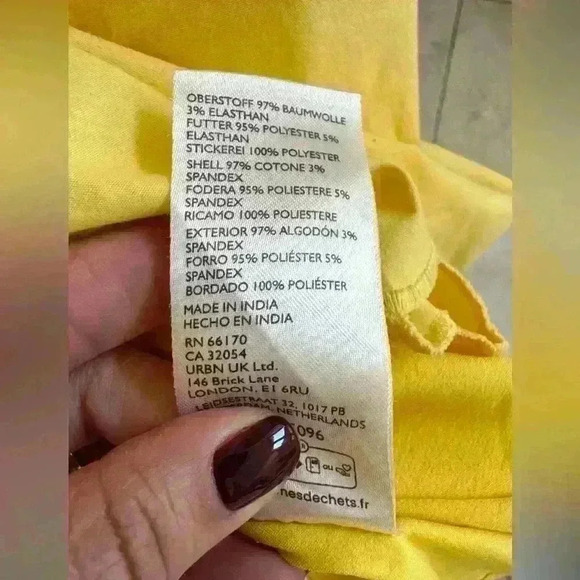 OBERSTOFF 97% BAUMWOLLE
3% ELASTHAN
FUTTER 95% POLYESTER 5%
ELASTHAN
STICKEREI 100% POLYESTER
SHELL 97% COTONE 3%
SPANDEX
FODERA 95% POLIESTERE 5%
SPANDEX
RICAMO 100% POLIESTERE
EXTERIOR 97% ALGODÓN 3%
SPANDEX
FORRO 95% POLIÉSTER 5%
SPANDEX
BORDADO 100% POLIÉSTER
MADE IN INDIA
HECHO EN INDIA
RN 66170
CA 32054
URBN UK Ltd.
146 Brick Lane
LONDON, E1 6RU
LEIDSESTRAAT 32, 1017 PB
NETHERLANDS
096
ou
nesdechets.fr